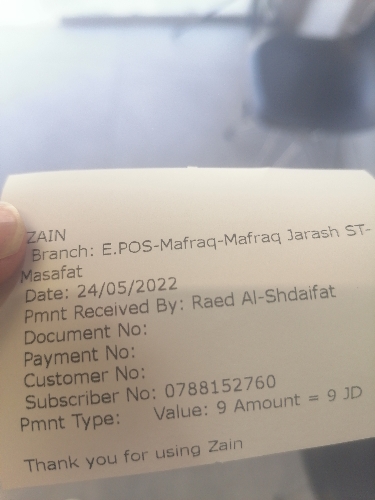 ZAIN
Branch: E.POS-Mafraq-Mafraq Jarash ST-
Masafat
Date: 24/05/2022
Pmnt Received By: Raed Al-Shdaifat
Document No:
Payment No:
Customer No:
Subscriber No: 0788152760
Pmnt Type: Value: 9 Amount = 9 JD
Thank you for using Zain